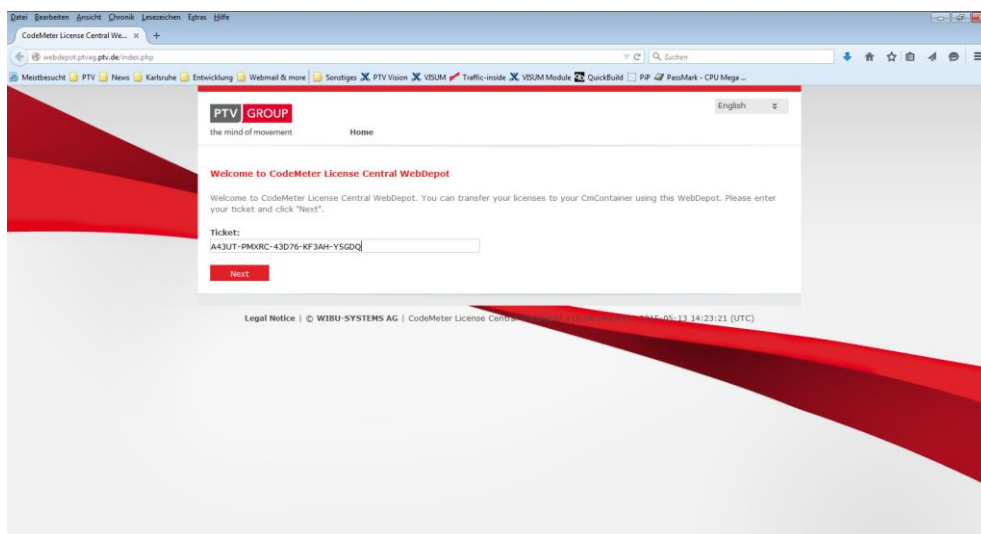 Datei Bearbeiten Ansicht Chronik Lesezeichen Extras Hilfe
CodeMeter License Central We... × +
webdepot.ptvag.ptv.de/index.php Suchen
Meistbesucht PTV News Karlsruhe Entwicklung Webmail & more Sonstiges PTV Vision VISUM Traffic-inside VISUM Module QuickBuild PiP PassMark - CPU Mega ...
PTV GROUP
English
the mind of movement
Home
Welcome to CodeMeter License Central WebDepot
Welcome to CodeMeter License Central WebDepot. You can transfer your licenses to your CmContainer using this WebDepot. Please enter
your ticket and click "Next".
Ticket:
A43UT-PMXRC-43D76-KF3AH-Y5GDQ
Next
Legal Notice | © WIBU-SYSTEMS AG | CodeMeter License Central 14:23:21 (UTC)